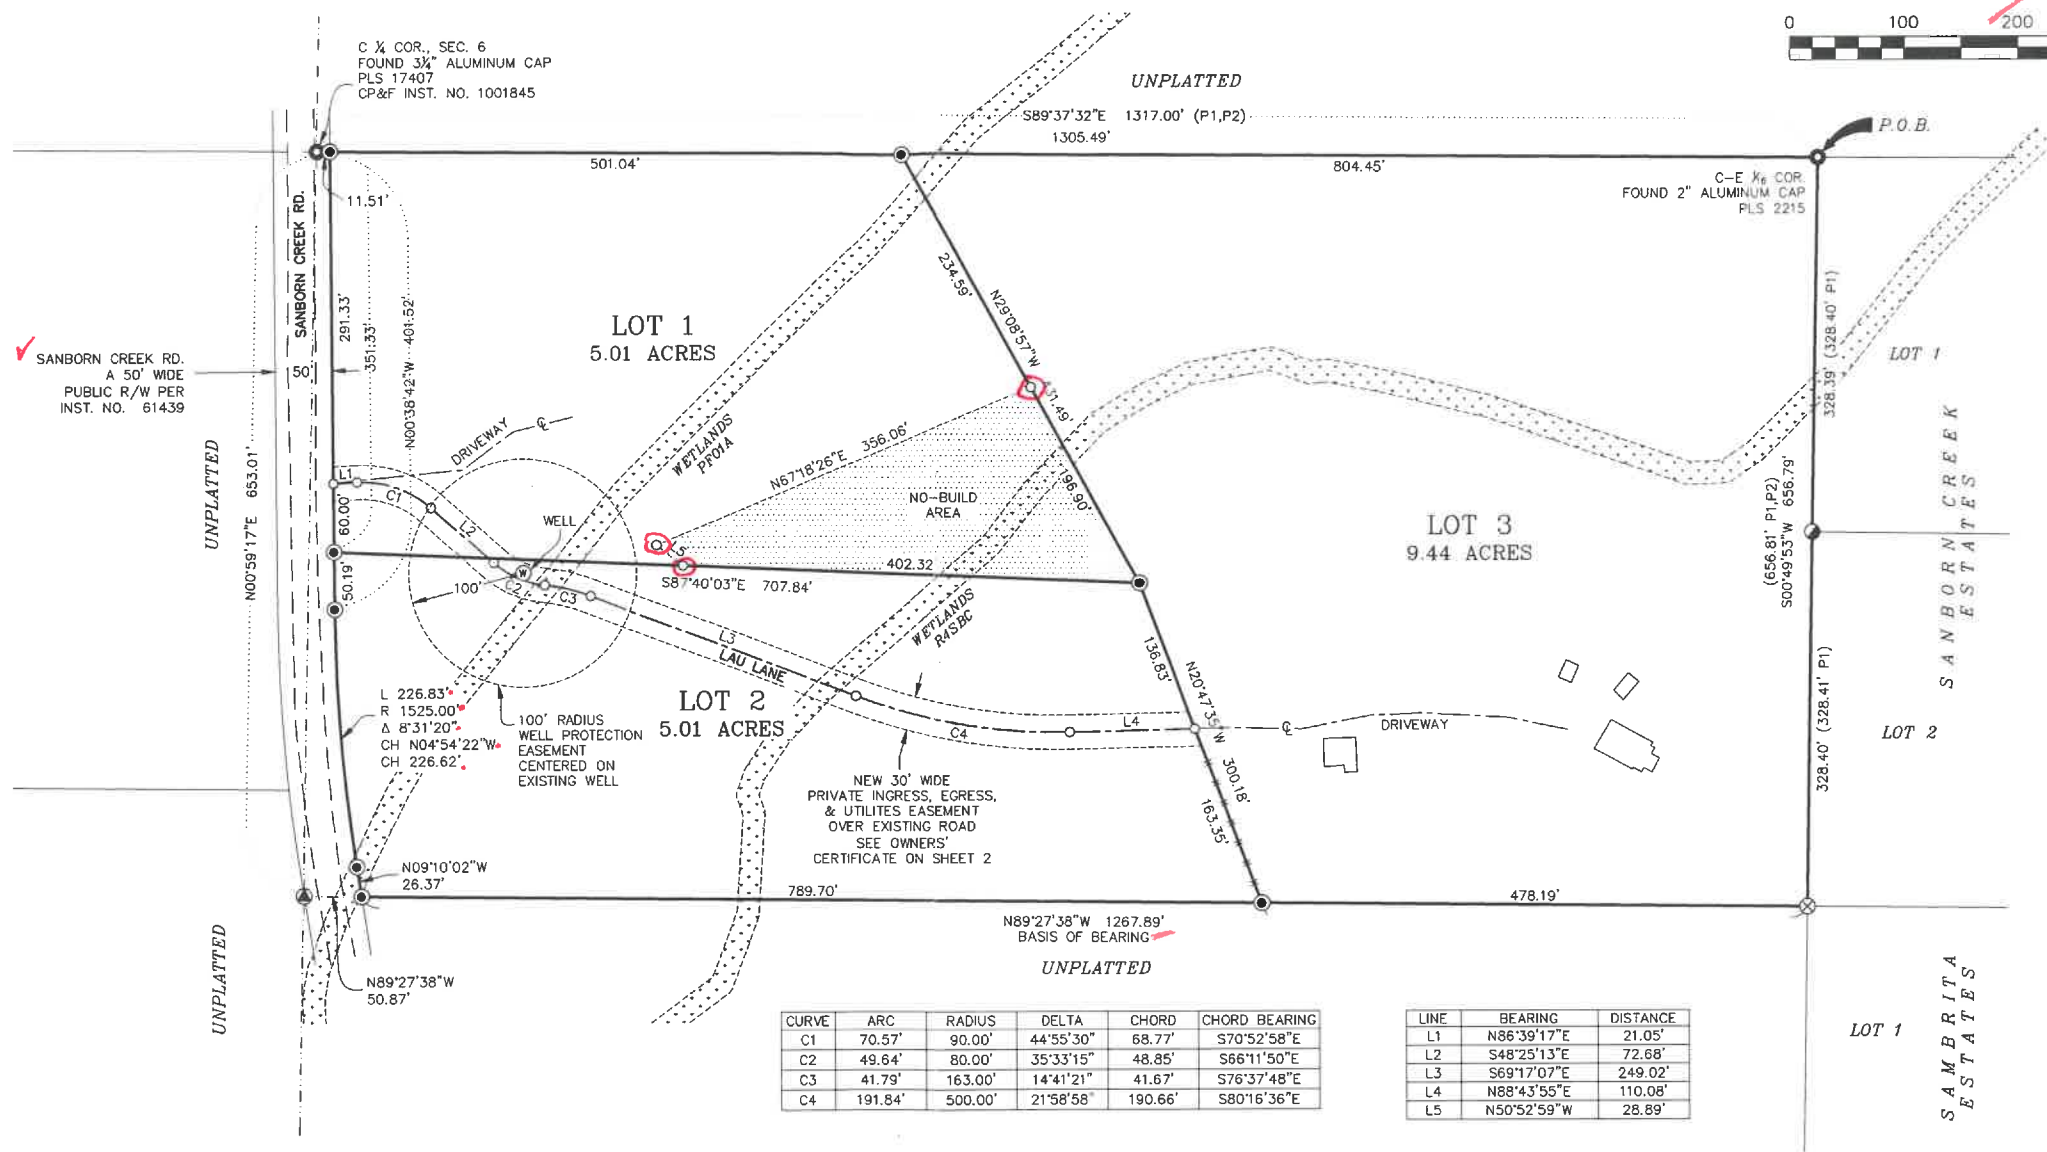 0 100 200
C ¼ COR., SEC. 6
FOUND 3¼" ALUMINUM CAP
PLS 17407
CP&F INST. NO. 1001845
UNPLATTED
S89°37'32"E 1317.00' (P1,P2)
1305.49'
P.O.B.
501.04'
804.45'
C-E 1/16 COR.
FOUND 2" ALUMINUM CAP
PLS 2215
11.51'
SANBORN CREEK RD.
50'
291.33'
351.33'
N00°38'42"W 401.52'
234.59'
N29°08'57"W
LOT 1
5.01 ACRES
328.39' (328.40' P1)
LOT 1
SANBORN CREEK RD.
A 50' WIDE
PUBLIC R/W PER
INST. NO. 61439
UNPLATTED
N00°59'17"E 653.01'
L1
C1
L2
DRIVEWAY
60.00'
50.19'
WETLANDS
PF01A
N67°18'26"E 356.06'
196.90'
NO-BUILD
AREA
WELL
W
L5
402.32
S87°40'03"E 707.84'
100'
C2
C3
LOT 3
9.44 ACRES
(656.81' P1,P2)
S00°49'53"W 656.79'
SANBORN CREEK
ESTATES
WETLANDS
R4SBC
L3
LAU LANE
136.83'
N20°47'35"W 300.18'
163.35'
L 226.83'
R 1525.00'
Δ 8°31'20"
CH N04°54'22"W
CH 226.62'
100' RADIUS
WELL PROTECTION
EASEMENT
CENTERED ON
EXISTING WELL
LOT 2
5.01 ACRES
C4
L4
DRIVEWAY
328.40' (328.41' P1)
LOT 2
NEW 30' WIDE
PRIVATE INGRESS, EGRESS,
& UTILITES EASEMENT
OVER EXISTING ROAD
SEE OWNERS'
CERTIFICATE ON SHEET 2
N09°10'02"W
26.37'
789.70'
478.19'
N89°27'38"W 1267.89'
BASIS OF BEARING
UNPLATTED
UNPLATTED
N89°27'38"W
50.87'
LOT 1
SAMBRITA
ESTATES
CURVE ARC RADIUS DELTA CHORD CHORD BEARING
C1 70.57' 90.00' 44°55'30" 68.77' S70°52'58"E
C2 49.64' 80.00' 35°33'15" 48.85' S66°11'50"E
C3 41.79' 163.00' 14°41'21" 41.67' S76°37'48"E
C4 191.84' 500.00' 21°58'58" 190.66' S80°16'36"E
LINE BEARING DISTANCE
L1 N86°39'17"E 21.05'
L2 S48°25'13"E 72.68'
L3 S69°17'07"E 249.02'
L4 N88°43'55"E 110.08'
L5 N50°52'59"W 28.89'